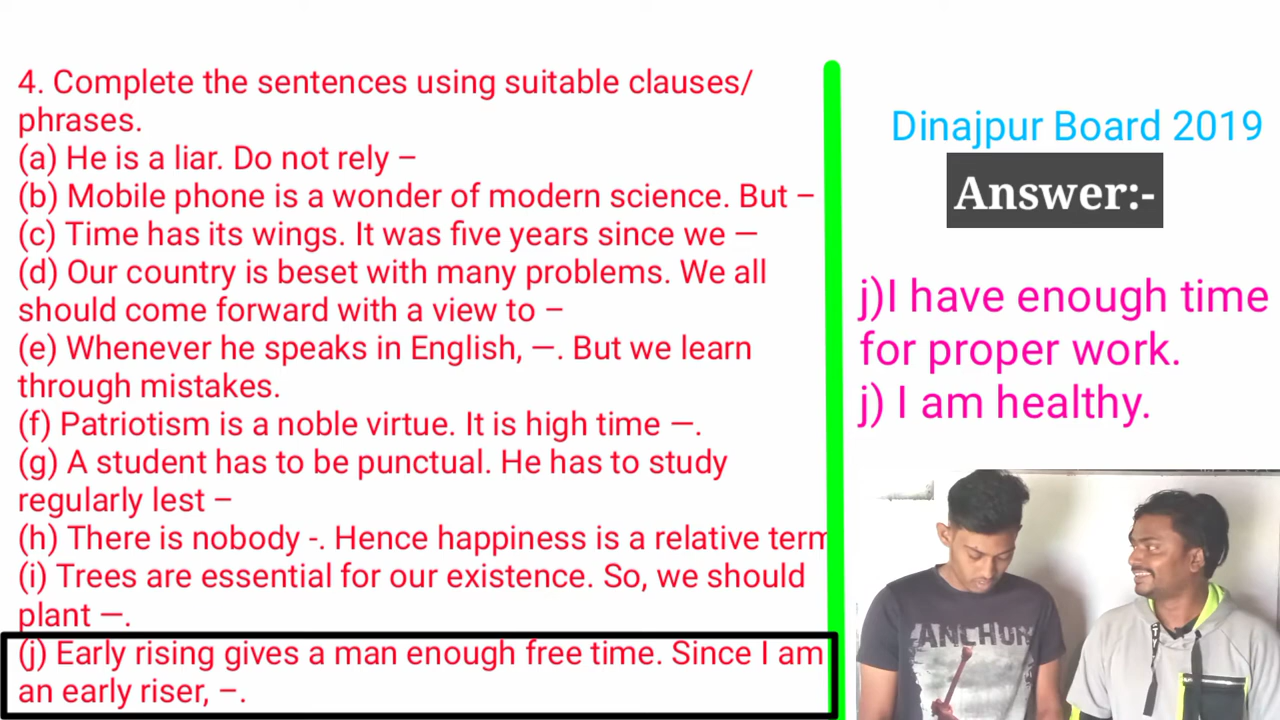 4. Complete the sentences using suitable clauses/
phrases.
(a) He is a liar. Do not rely –
(b) Mobile phone is a wonder of modern science. But –
(c) Time has its wings. It was five years since we —
(d) Our country is beset with many problems. We all
should come forward with a view to –
(e) Whenever he speaks in English, —. But we learn
through mistakes.
(f) Patriotism is a noble virtue. It is high time —.
(g) A student has to be punctual. He has to study
regularly lest –
(h) There is nobody -. Hence happiness is a relative term
(i) Trees are essential for our existence. So, we should
plant —.
(j) Early rising gives a man enough free time. Since I am
an early riser, –.
Dinajpur Board 2019
Answer:-
j)I have enough time
for proper work.
j) I am healthy.
ANCHOR